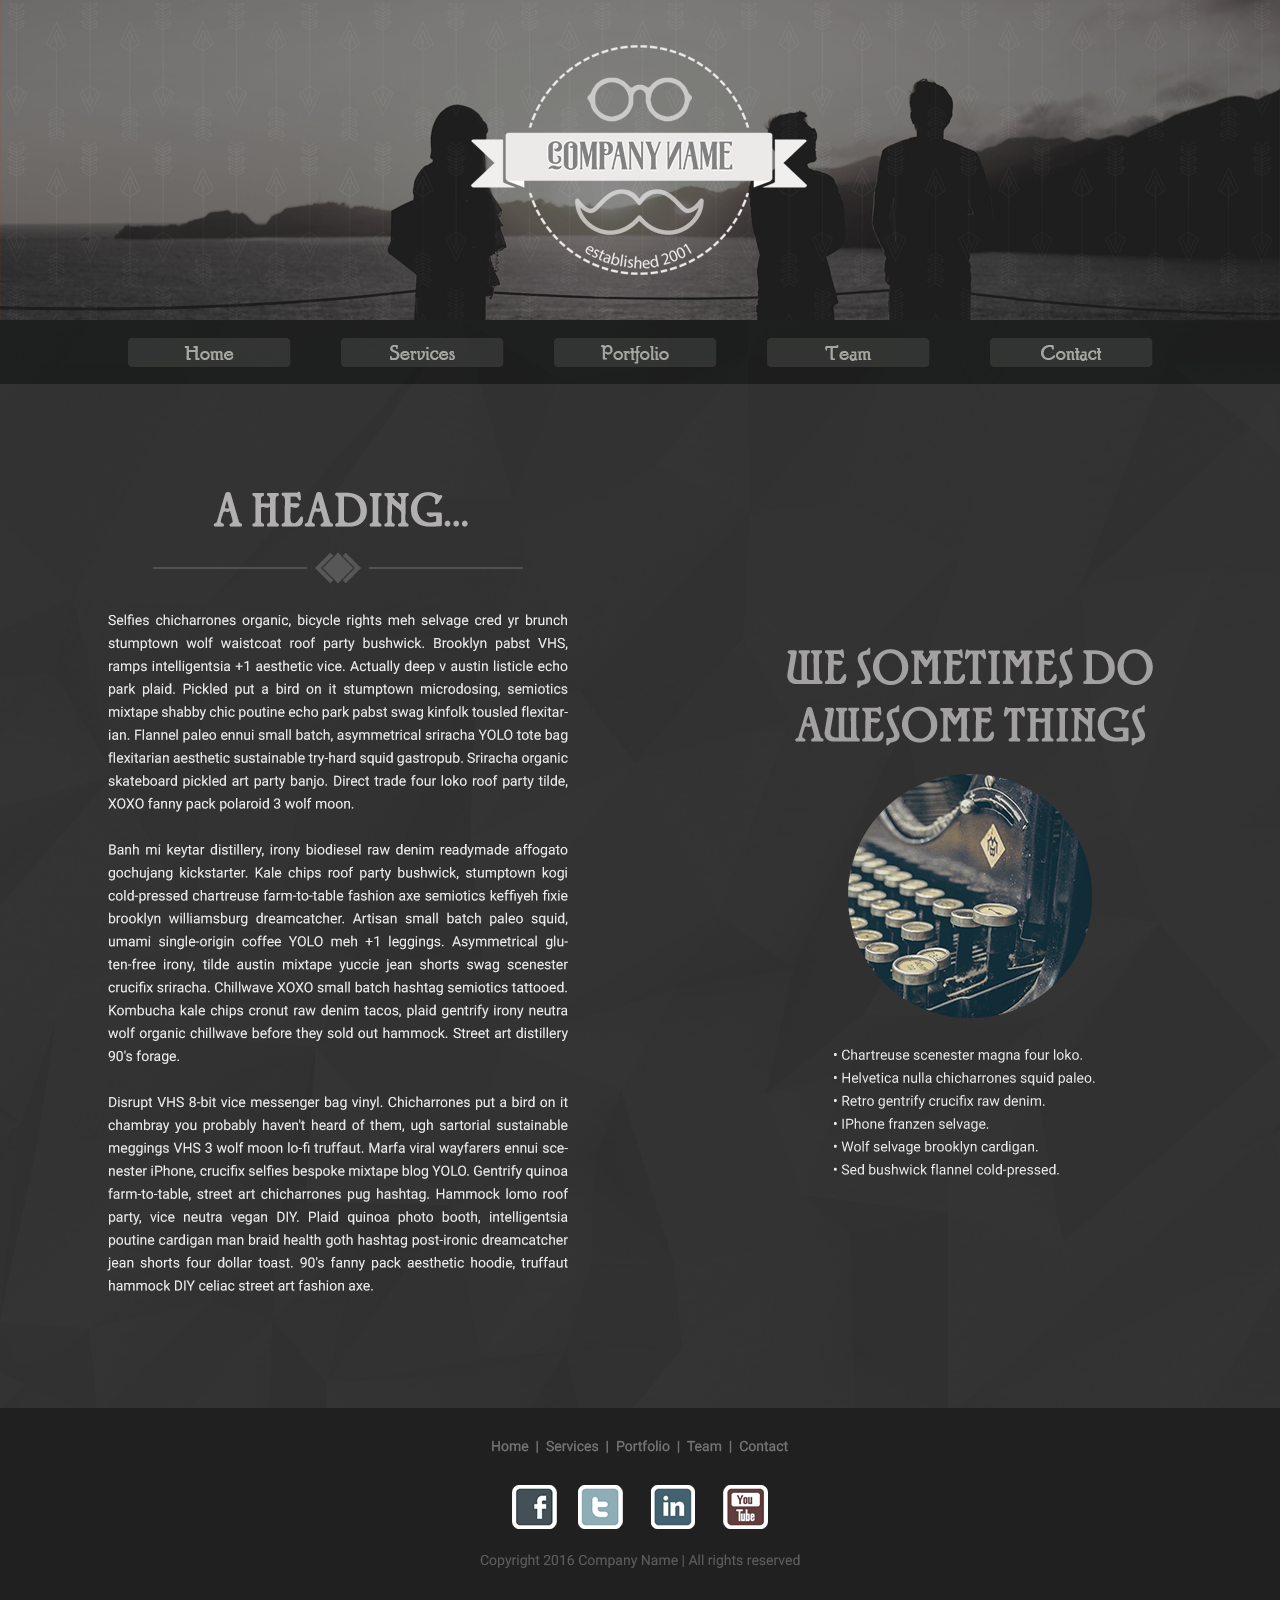 COMPANY NAME
established 2001
Home
Services
Portfolio
Team
Contact
A HEADING...
Selfies chicharrones organic, bicycle rights meh selvage cred yr brunch
stumptown wolf waistcoat roof party bushwick. Brooklyn pabst VHS,
ramps intelligentsia +1 aesthetic vice. Actually deep v austin listicle echo
park plaid. Pickled put a bird on it stumptown microdosing, semiotics
mixtape shabby chic poutine echo park pabst swag kinfolk tousled flexitar-
ian. Flannel paleo ennui small batch, asymmetrical sriracha YOLO tote bag
flexitarian aesthetic sustainable try-hard squid gastropub. Sriracha organic
skateboard pickled art party banjo. Direct trade four loko roof party tilde,
XOXO fanny pack polaroid 3 wolf moon.
Banh mi keytar distillery, irony biodiesel raw denim readymade affogato
gochujang kickstarter. Kale chips roof party bushwick, stumptown kogi
cold-pressed chartreuse farm-to-table fashion axe semiotics keffiyeh fixie
brooklyn williamsburg dreamcatcher. Artisan small batch paleo squid,
umami single-origin coffee YOLO meh +1 leggings. Asymmetrical glu-
ten-free irony, tilde austin mixtape yuccie jean shorts swag scenester
crucifix sriracha. Chillwave XOXO small batch hashtag semiotics tattooed.
Kombucha kale chips cronut raw denim tacos, plaid gentrify irony neutra
wolf organic chillwave before they sold out hammock. Street art distillery
90's forage.
Disrupt VHS 8-bit vice messenger bag vinyl. Chicharrones put a bird on it
chambray you probably haven't heard of them, ugh sartorial sustainable
meggings VHS 3 wolf moon lo-fi truffaut. Marfa viral wayfarers ennui sce-
nester iPhone, crucifix selfies bespoke mixtape blog YOLO. Gentrify quinoa
farm-to-table, street art chicharrones pug hashtag. Hammock lomo roof
party, vice neutra vegan DIY. Plaid quinoa photo booth, intelligentsia
poutine cardigan man braid health goth hashtag post-ironic dreamcatcher
jean shorts four dollar toast. 90's fanny pack aesthetic hoodie, truffaut
hammock DIY celiac street art fashion axe.
WE SOMETIMES DO
AWESOME THINGS
• Chartreuse scenester magna four loko.
• Helvetica nulla chicharrones squid paleo.
• Retro gentrify crucifix raw denim.
• IPhone franzen selvage.
• Wolf selvage brooklyn cardigan.
• Sed bushwick flannel cold-pressed.
Home | Services | Portfolio | Team | Contact
f
t
in
You
Tube
Copyright 2016 Company Name | All rights reserved